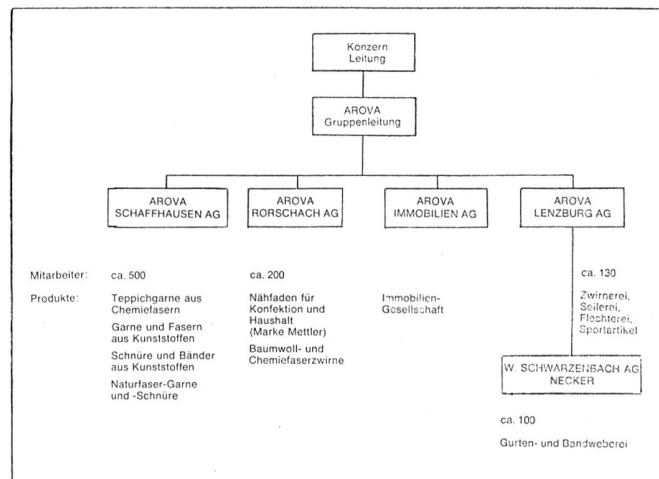 Konzern
Leitung
AROVA
Gruppenleitung
AROVA
SCHAFFHAUSEN AG
AROVA
RORSCHACH AG
AROVA
IMMOBILIEN AG
AROVA
LENZBURG AG
Mitarbeiter:
ca. 500
ca. 200
ca. 130
Produkte:
Teppichgarne aus
Chemiefasern
Garne und Fasern
aus Kunststoffen
Schnüre und Bänder
aus Kunststoffen
Naturfaser-Garne
und -Schnüre
Nähfaden für
Konfektion und
Haushalt
(Marke Mettler)
Baumwoll- und
Chemiefaserzwirne
Immobilien-
Gesellschaft
Zwirnerei,
Seilerei,
Flechterei,
Sportartikel
W. SCHWARZENBACH AG
NECKER
ca. 100
Gurten- und Bandweberei